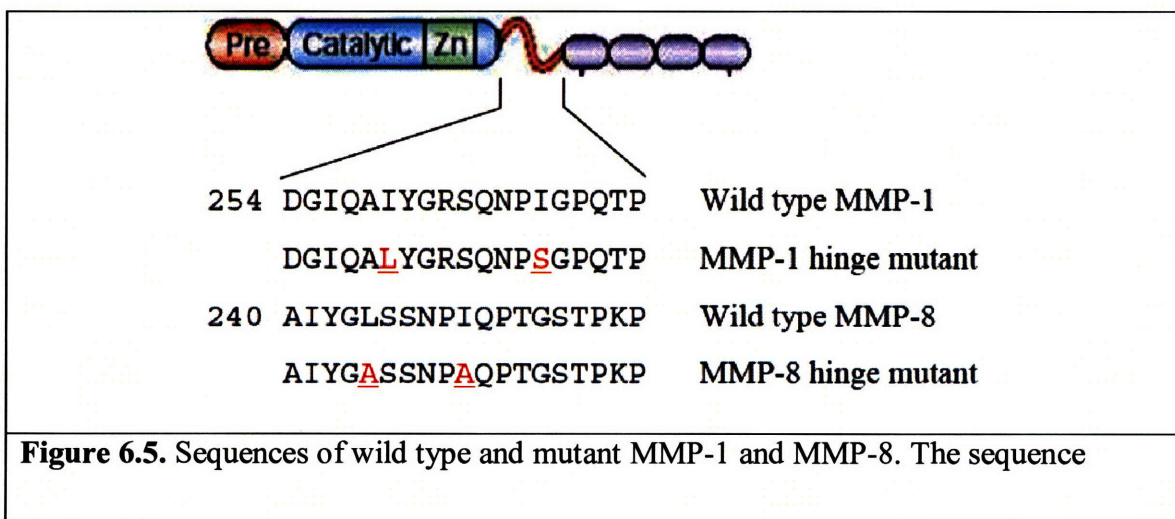 Pre Catalytic Zn
254 DGIQAIYGRSQNPIGPQTP Wild type MMP-1
DGIQALYGRSQNPSGPQTP MMP-1 hinge mutant
240 AIYGLSSNPIQPTGSTPKP Wild type MMP-8
AIYGASSNPAQPTGSTPKP MMP-8 hinge mutant
Figure 6.5. Sequences of wild type and mutant MMP-1 and MMP-8. The sequence